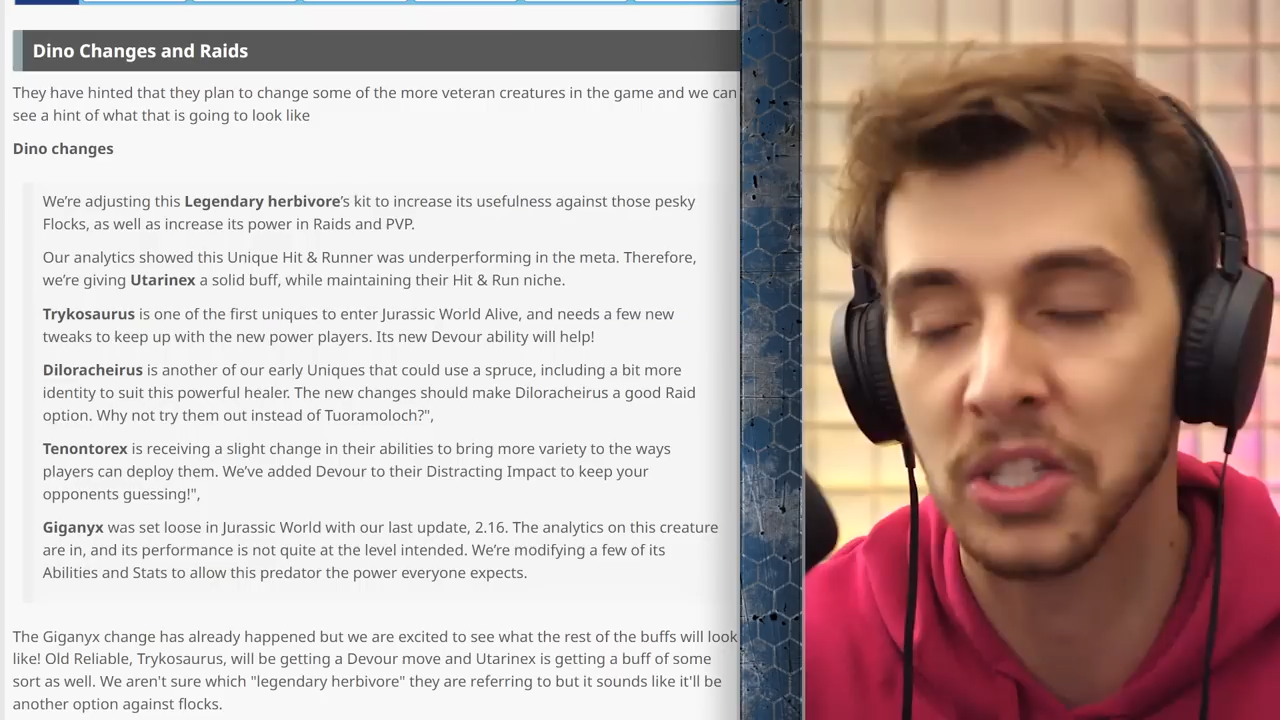 Dino Changes and Raids
They have hinted that they plan to change some of the more veteran creatures in the game and we can
see a hint of what that is going to look like
Dino changes
We’re adjusting this Legendary herbivore’s kit to increase its usefulness against those pesky
Flocks, as well as increase its power in Raids and PVP.
Our analytics showed this Unique Hit & Runner was underperforming in the meta. Therefore,
we’re giving Utarinex a solid buff, while maintaining their Hit & Run niche.
Trykosaurus is one of the first uniques to enter Jurassic World Alive, and needs a few new
tweaks to keep up with the new power players. Its new Devour ability will help!
Diloracheirus is another of our early Uniques that could use a spruce, including a bit more
identity to suit this powerful healer. The new changes should make Diloracheirus a good Raid
option. Why not try them out instead of Tuoramoloch?",
Tenontorex is receiving a slight change in their abilities to bring more variety to the ways
players can deploy them. We’ve added Devour to their Distracting Impact to keep your
opponents guessing!",
Giganyx was set loose in Jurassic World with our last update, 2.16. The analytics on this creature
are in, and its performance is not quite at the level intended. We’re modifying a few of its
Abilities and Stats to allow this predator the power everyone expects.
The Giganyx change has already happened but we are excited to see what the rest of the buffs will look
like! Old Reliable, Trykosaurus, will be getting a Devour move and Utarinex is getting a buff of some
sort as well. We aren't sure which "legendary herbivore" they are referring to but it sounds like it'll be
another option against flocks.